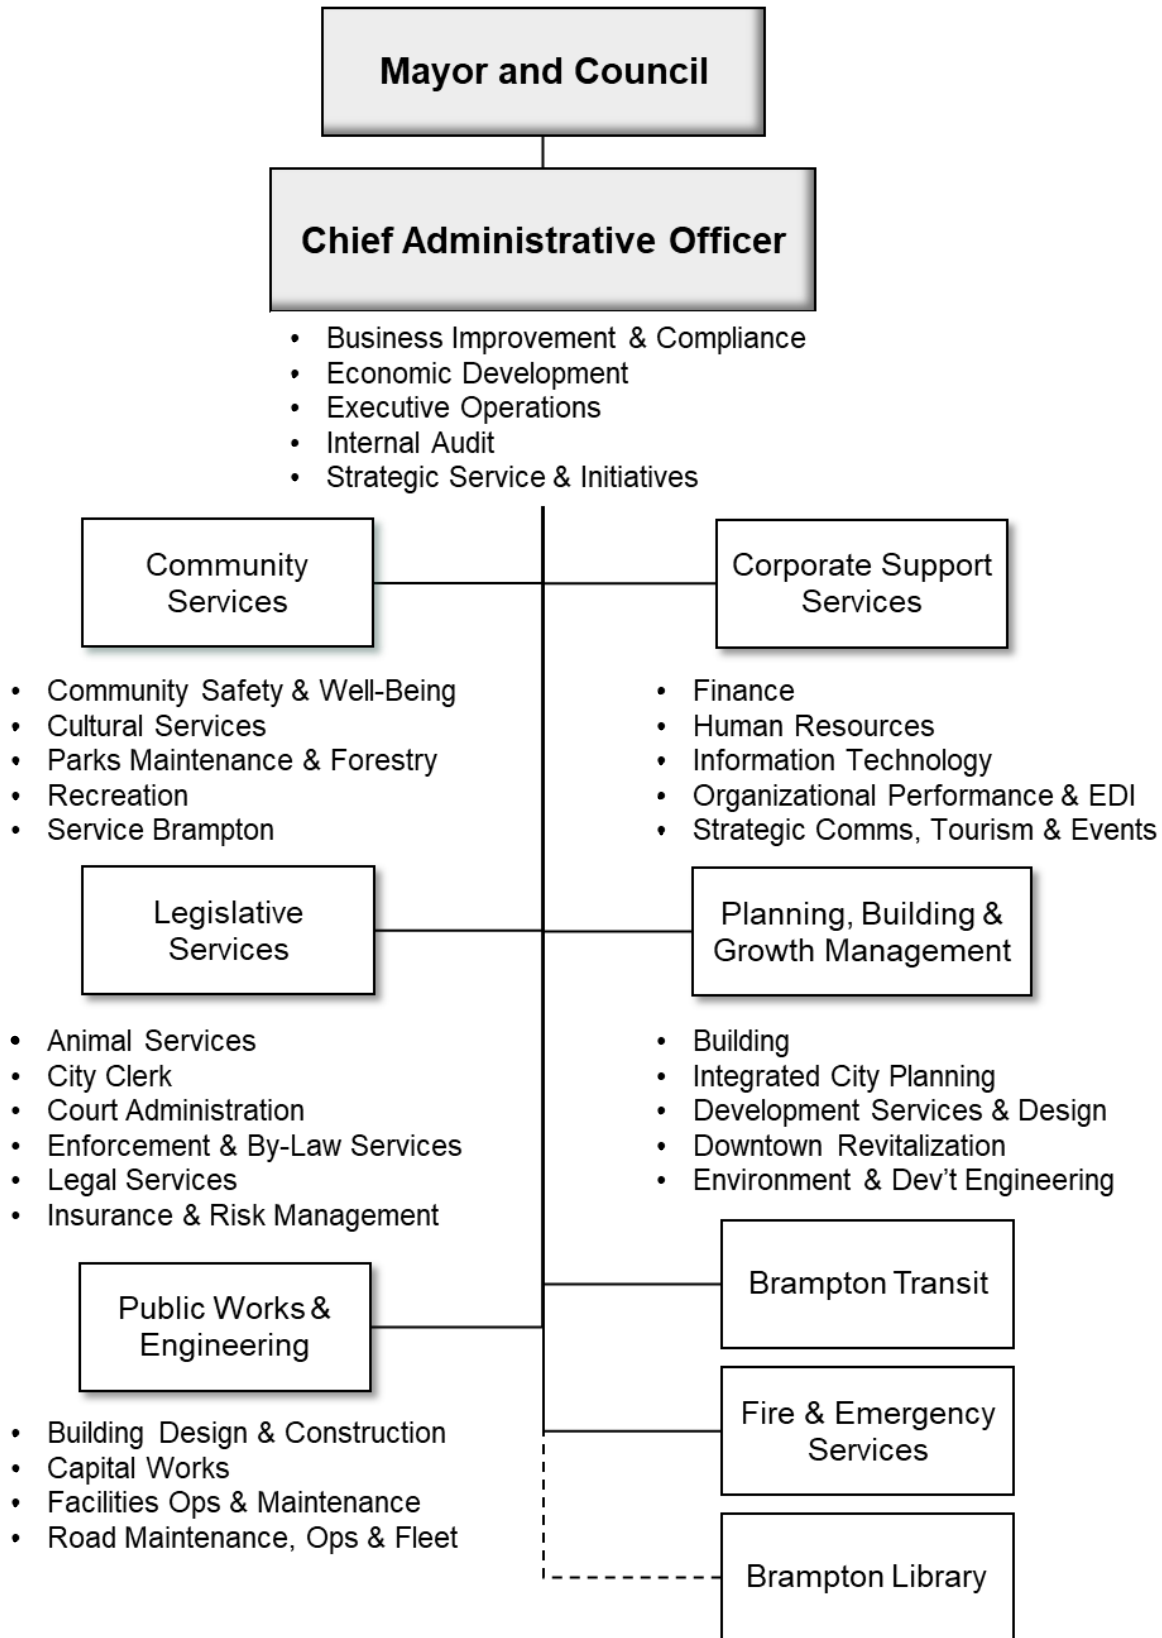 Mayor and Council
Chief Administrative Officer
• Business Improvement & Compliance
• Economic Development
• Executive Operations
• Internal Audit
• Strategic Service & Initiatives
Community
Services
• Community Safety & Well-Being
• Cultural Services
• Parks Maintenance & Forestry
• Recreation
• Service Brampton
Corporate Support
Services
• Finance
• Human Resources
• Information Technology
• Organizational Performance & EDI
• Strategic Comms, Tourism & Events
Legislative
Services
• Animal Services
• City Clerk
• Court Administration
• Enforcement & By-Law Services
• Legal Services
• Insurance & Risk Management
Planning, Building &
Growth Management
• Building
• Integrated City Planning
• Development Services & Design
• Downtown Revitalization
• Environment & Dev't Engineering
Public Works &
Engineering
• Building Design & Construction
• Capital Works
• Facilities Ops & Maintenance
• Road Maintenance, Ops & Fleet
Brampton Transit
Fire & Emergency
Services
Brampton Library